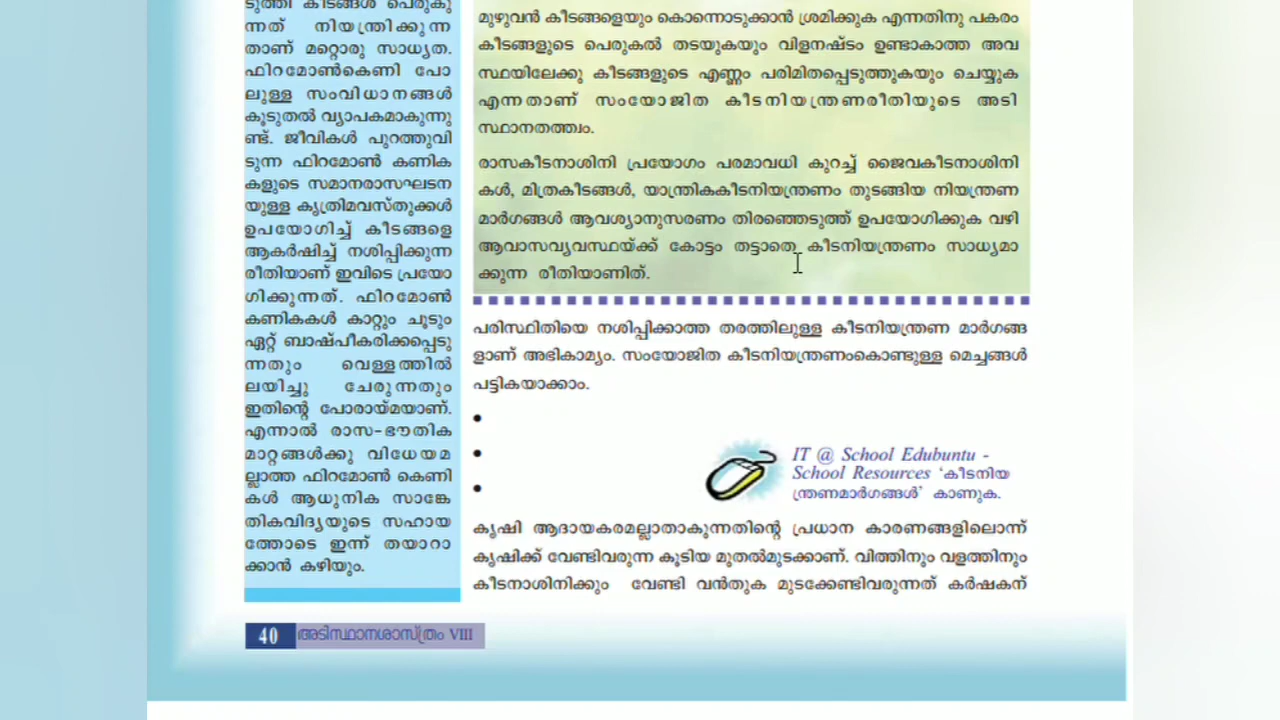 ടുത്തി കീടങ്ങൾ പെരുകു
ന്നത് നിയന്ത്രിക്കുന്ന
താണ് മറ്റൊരു സാധ്യത.
ഫിറമോൺകെണി പോ
ലുള്ള സംവിധാനങ്ങൾ
കൂടുതൽ വ്യാപകമാകുന്നു
ണ്ട്. ജീവികൾ പുറത്തുവി
ടുന്ന ഫിറമോൺ കണിക
കളുടെ സമാനരാസഘടന
യുള്ള കൃത്രിമവസ്തുക്കൾ
ഉപയോഗിച്ച് കീടങ്ങളെ
ആകർഷിച്ച് നശിപ്പിക്കുന്ന
രീതിയാണ് ഇവിടെ പ്രയോ
ഗിക്കുന്നത്. ഫിറമോൺ
കണികകൾ കാറ്റും ചൂടും
ഏറ്റ് ബാഷ്പീകരിക്കപ്പെടു
ന്നതും വെള്ളത്തിൽ
ലയിച്ചു ചേരുന്നതും
ഇതിന്റെ പോരായ്മയാണ്.
എന്നാൽ രാസ-ഭൗതിക
മാറ്റങ്ങൾക്കു വിധേയമ
ല്ലാത്ത ഫിറമോൺ കെണി
കൾ ആധുനിക സാങ്കേ
തികവിദ്യയുടെ സഹായ
ത്തോടെ ഇന്ന് തയാറാ
ക്കാൻ കഴിയും.
മുഴുവൻ കീടങ്ങളെയും കൊന്നൊടുക്കാൻ ശ്രമിക്കുക എന്നതിനു പകരം
കീടങ്ങളുടെ പെരുകൽ തടയുകയും വിളനഷ്ടം ഉണ്ടാകാത്ത അവ
സ്ഥയിലേക്കു കീടങ്ങളുടെ എണ്ണം പരിമിതപ്പെടുത്തുകയും ചെയ്യുക
എന്നതാണ് സംയോജിത കീടനിയന്ത്രണരീതിയുടെ അടി
സ്ഥാനതത്ത്വം.
രാസകീടനാശിനി പ്രയോഗം പരമാവധി കുറച്ച് ജൈവകീടനാശിനി
കൾ, മിത്രകീടങ്ങൾ, യാന്ത്രികകീടനിയന്ത്രണം തുടങ്ങിയ നിയന്ത്രണ
മാർഗങ്ങൾ ആവശ്യാനുസരണം തിരഞ്ഞെടുത്ത് ഉപയോഗിക്കുക വഴി
ആവാസവ്യവസ്ഥയ്ക്ക് കോട്ടം തട്ടാതെ കീടനിയന്ത്രണം സാധ്യമാ
ക്കുന്ന രീതിയാണിത്.
പരിസ്ഥിതിയെ നശിപ്പിക്കാത്ത തരത്തിലുള്ള കീടനിയന്ത്രണ മാർഗങ്ങ
ളാണ് അഭികാമ്യം. സംയോജിത കീടനിയന്ത്രണംകൊണ്ടുള്ള മെച്ചങ്ങൾ
പട്ടികയാക്കാം.
•
•
•
IT @ School Edubuntu -
School Resources 'കീടനിയ
ന്ത്രണമാർഗങ്ങൾ' കാണുക.
കൃഷി ആദായകരമല്ലാതാകുന്നതിന്റെ പ്രധാന കാരണങ്ങളിലൊന്ന്
കൃഷിക്ക് വേണ്ടിവരുന്ന കൂടിയ മുതൽമുടക്കാണ്. വിത്തിനും വളത്തിനും
കീടനാശിനിക്കും വേണ്ടി വൻതുക മുടക്കേണ്ടിവരുന്നത് കർഷകന്
40 അടിസ്ഥാനശാസ്ത്രം VIII